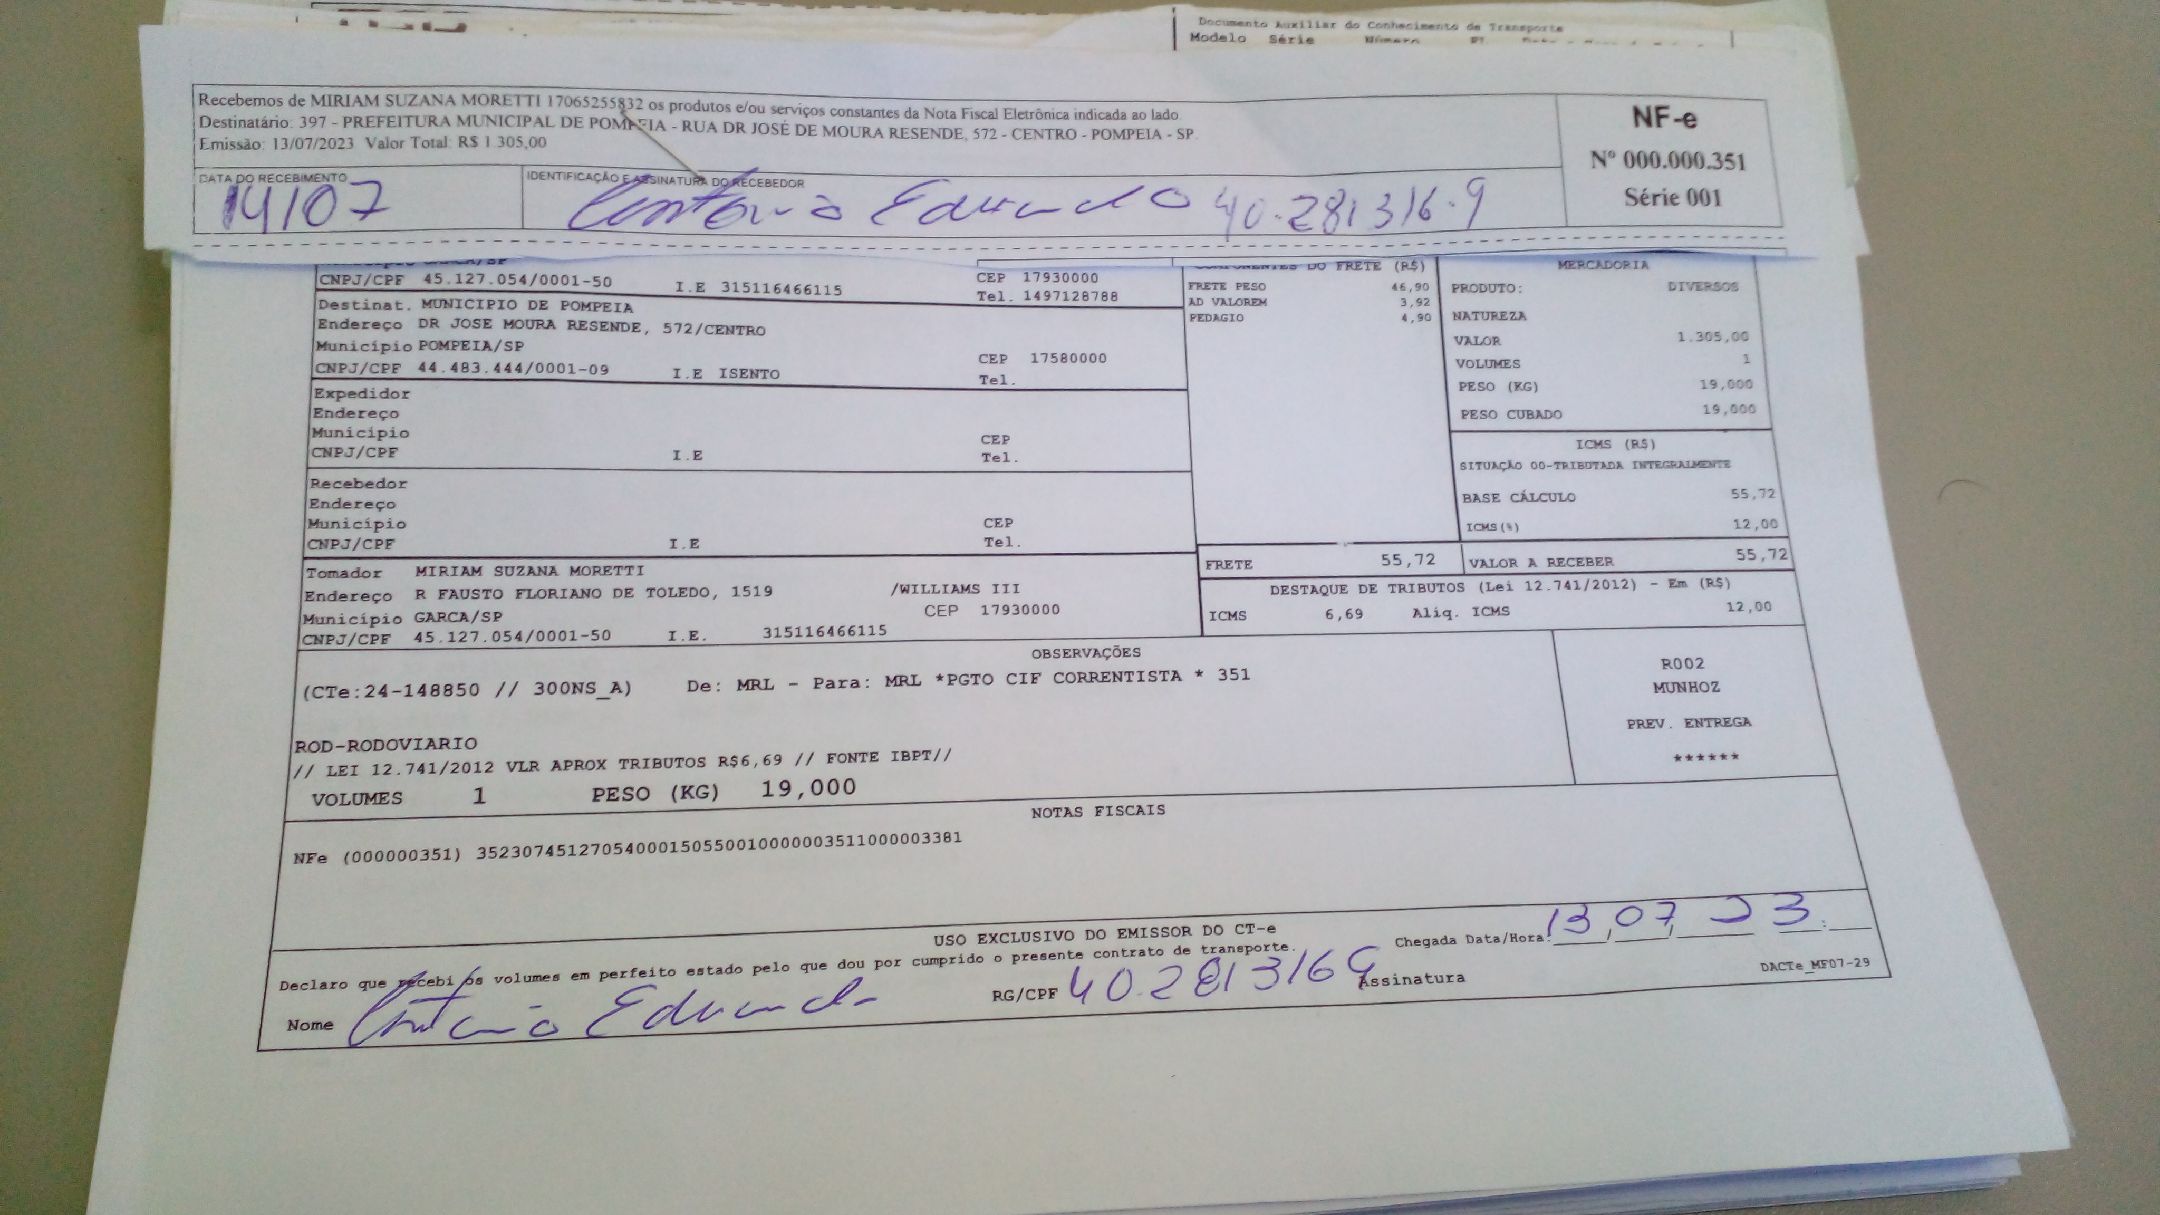 Documento Auxiliar do Conhecimento de Transporte
Modelo Série Número
Recebemos de MIRIAM SUZANA MORETTI 17065255832 os produtos e/ou serviços constantes da Nota Fiscal Eletrônica indicada ao lado
Destinatário: 397 - PREFEITURA MUNICIPAL DE POMPEIA - RUA DR JOSÉ DE MOURA RESENDE, 572 - CENTRO - POMPEIA - SP.
Emissão: 13/07/2023 Valor Total: R$ 1.305,00
NF-e
Nº 000.000.351
Série 001
DATA DO RECEBIMENTO
14/07
IDENTIFICAÇÃO E ASSINATURA DO RECEBEDOR
Antonio Eduardo 40.281316.9
CNPJ/CPF 45.127.054/0001-50 I.E 315116466115
CEP 17930000
Tel. 1497128788
Destinat. MUNICIPIO DE POMPEIA
Endereço DR JOSE MOURA RESENDE, 572/CENTRO
Município POMPEIA/SP CEP 17580000
CNPJ/CPF 44.483.444/0001-09 I.E ISENTO Tel.
Expedidor
Endereço
Município CEP
CNPJ/CPF I.E Tel.
Recebedor
Endereço
Município CEP
CNPJ/CPF I.E Tel.
Tomador MIRIAM SUZANA MORETTI
Endereço R FAUSTO FLORIANO DE TOLEDO, 1519 /WILLIAMS III
Município GARCA/SP CEP 17930000
CNPJ/CPF 45.127.054/0001-50 I.E. 315116466115
COMPONENTES DO FRETE (R$)
FRETE PESO 46,90
AD VALOREM 3,92
PEDAGIO 4,90
MERCADORIA
PRODUTO: DIVERSOS
NATUREZA
VALOR 1.305,00
VOLUMES 1
PESO (KG) 19,000
PESO CUBADO 19,000
ICMS (R$)
SITUAÇÃO 00-TRIBUTADA INTEGRALMENTE
BASE CÁLCULO 55,72
ICMS(%) 12,00
FRETE 55,72 VALOR A RECEBER 55,72
DESTAQUE DE TRIBUTOS (Lei 12.741/2012) - Em (R$)
ICMS 6,69 Aliq. ICMS 12,00
OBSERVAÇÕES
(CTe:24-148850 // 300NS_A) De: MRL - Para: MRL *PGTO CIF CORRENTISTA * 351
ROD-RODOVIARIO
// LEI 12.741/2012 VLR APROX TRIBUTOS R$6,69 // FONTE IBPT//
VOLUMES 1 PESO (KG) 19,000
R002
MUNHOZ
PREV. ENTREGA
******
NOTAS FISCAIS
NFe (000000351) 35230745127054000150550010000003511000003381
USO EXCLUSIVO DO EMISSOR DO CT-e
Declaro que recebi os volumes em perfeito estado pelo que dou por cumprido o presente contrato de transporte.
Chegada Data/Hora: 13/07/23 :
Nome Antonio Eduardo RG/CPF 40.281316 9 Assinatura
DACTe_MF07-29